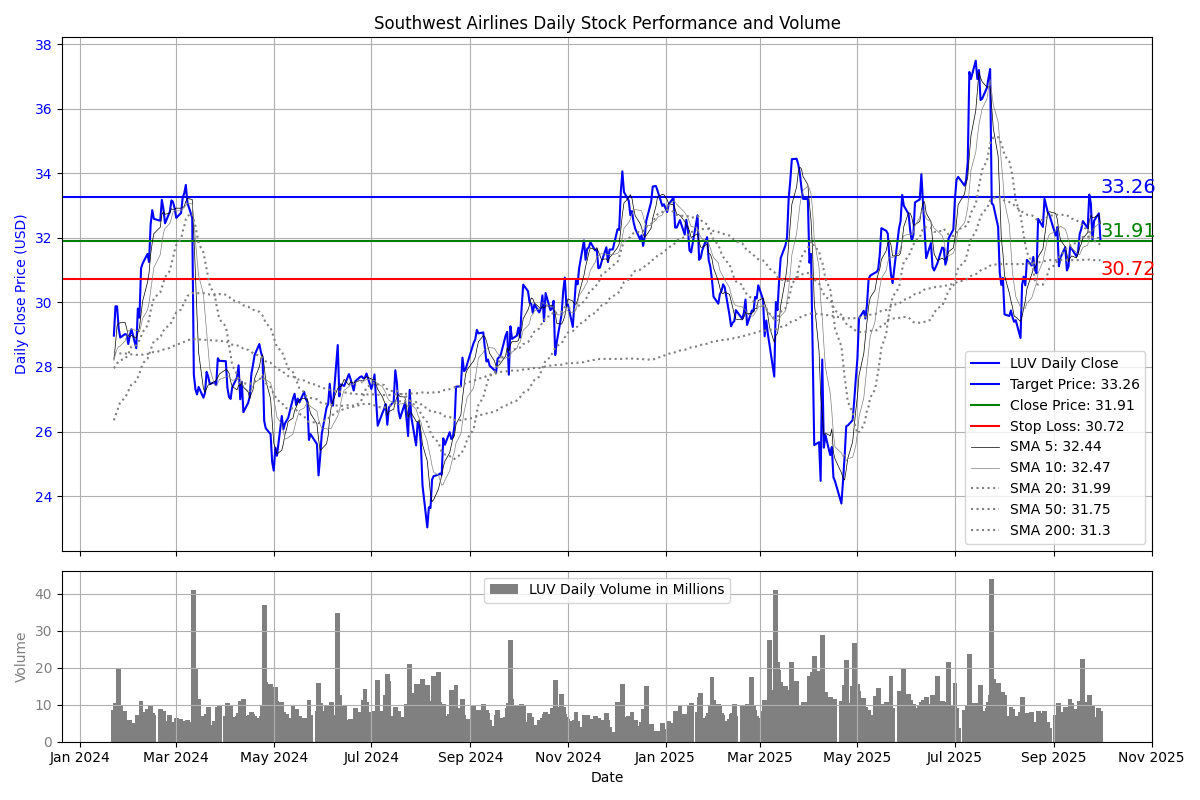 Southwest Airlines Daily Stock Performance and Volume
Daily Close Price (USD)
38
36
34
32
30
28
26
24
33.26
31.91
30.72
LUV Daily Close
Target Price: 33.26
Close Price: 31.91
Stop Loss: 30.72
SMA 5: 32.44
SMA 10: 32.47
SMA 20: 31.99
SMA 50: 31.75
SMA 200: 31.3
Volume
40
30
20
10
0
LUV Daily Volume in Millions
Jan 2024 Mar 2024 May 2024 Jul 2024 Sep 2024 Nov 2024 Jan 2025 Mar 2025 May 2025 Jul 2025 Sep 2025 Nov 2025
Date